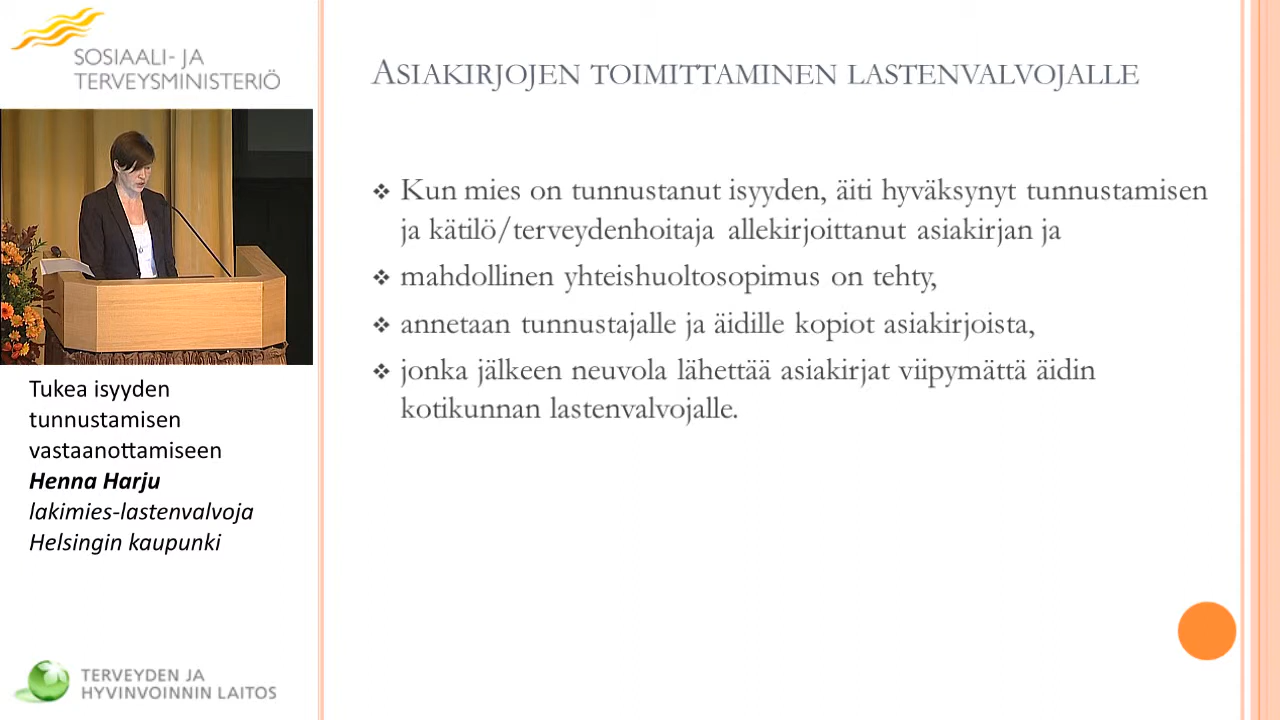 SOSIAALI- JA
TERVEYSMINISTERIÖ
Tukea isyyden
tunnustamisen
vastaanottamiseen
Henna Harju
lakimies-lastenvalvoja
Helsingin kaupunki
TERVEYDEN JA
HYVINVOINNIN LAITOS
ASIAKIRJOJEN TOIMITTAMINEN LASTENVALVOJALLE
❖ Kun mies on tunnustanut isyyden, äiti hyväksynyt tunnustamisen
ja kätilö/terveydenhoitaja allekirjoittanut asiakirjan ja
❖ mahdollinen yhteishuoltosopimus on tehty,
❖ annetaan tunnustajalle ja äidille kopiot asiakirjoista,
❖ jonka jälkeen neuvola lähettää asiakirjat viipymättä äidin
kotikunnan lastenvalvojalle.